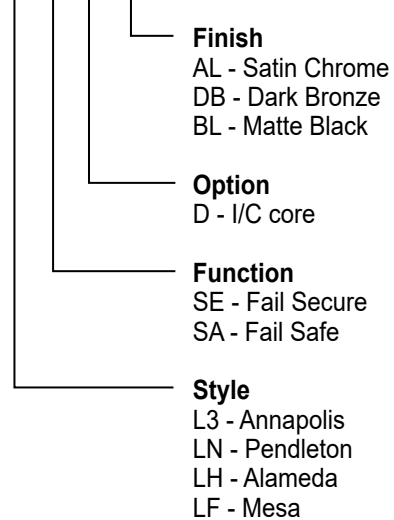 Finish
AL - Satin Chrome
DB - Dark Bronze
BL - Matte Black
Option
D - I/C core
Function
SE - Fail Secure
SA - Fail Safe
Style
L3 - Annapolis
LN - Pendleton
LH - Alameda
LF - Mesa